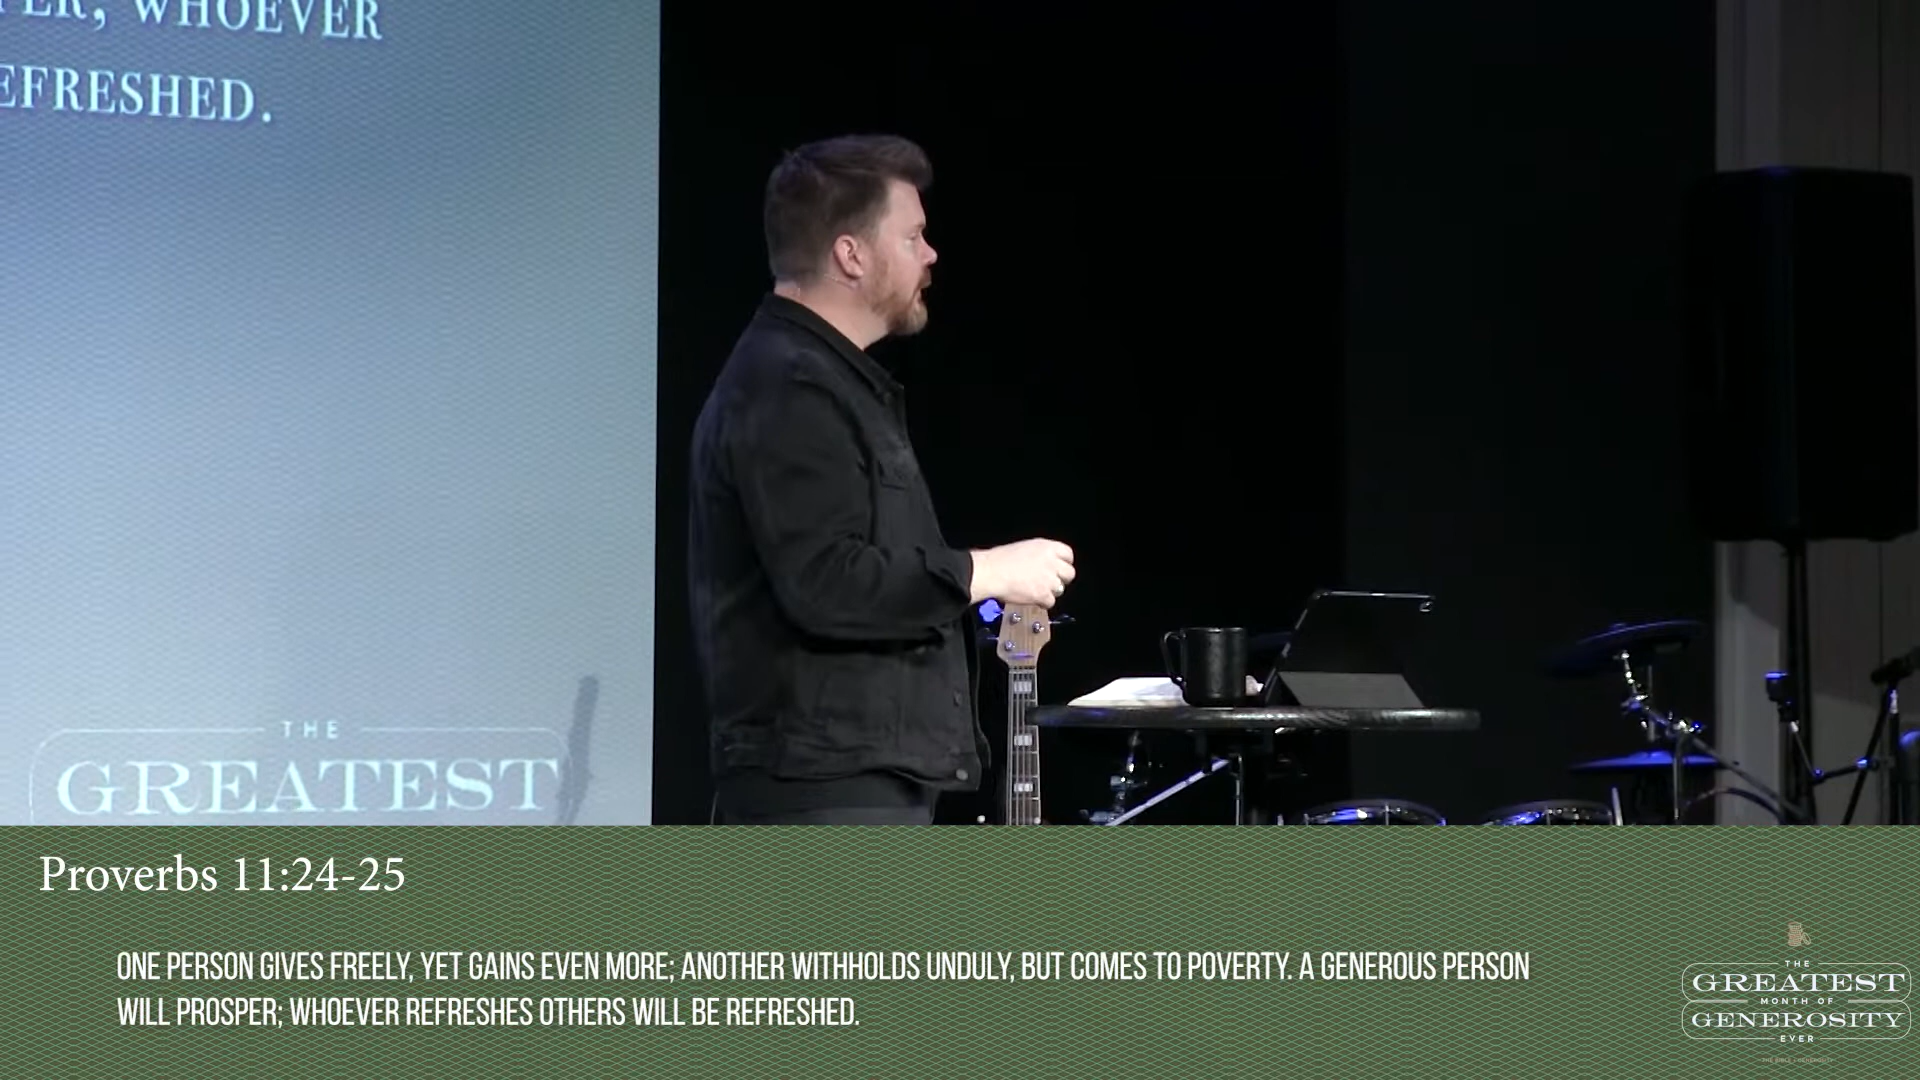 WHOEVER
REFRESHED.
THE
GREATEST
Proverbs 11:24-25
ONE PERSON GIVES FREELY, YET GAINS EVEN MORE; ANOTHER WITHHOLDS UNDULY, BUT COMES TO POVERTY. A GENEROUS PERSON
WILL PROSPER; WHOEVER REFRESHES OTHERS WILL BE REFRESHED.
THE
GREATEST
MONTH OF
GENEROSITY
EVER